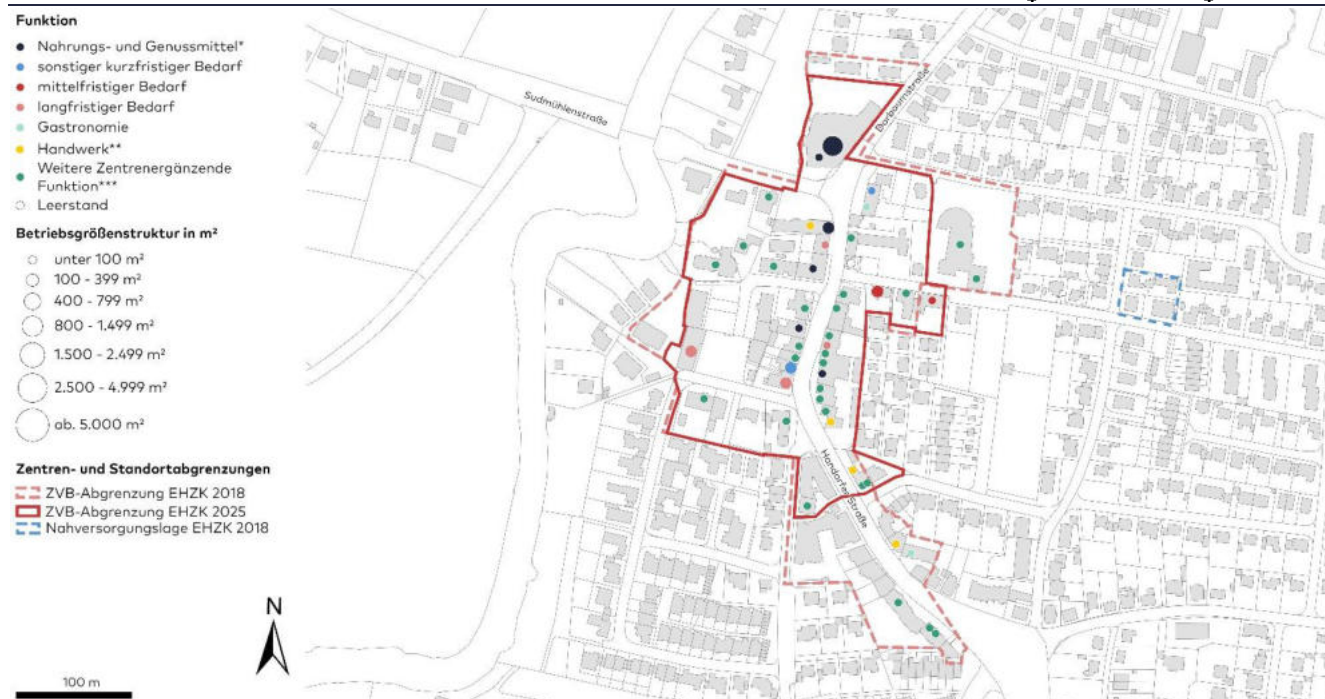 Funktion
Nahrungs- und Genussmittel*
sonstiger kurzfristiger Bedarf
mittelfristiger Bedarf
langfristiger Bedarf
Gastronomie
Handwerk**
Weitere Zentrenergänzende
Funktion***
Leerstand
Betriebsgrößenstruktur in m²
unter 100 m²
100 - 399 m²
400 - 799 m²
800 - 1.499 m²
1.500 - 2.499 m²
2.500 - 4.999 m²
ab. 5.000 m²
Zentren- und Standortabgrenzungen
ZVB-Abgrenzung EHZK 2018
ZVB-Abgrenzung EHZK 2025
Nahversorgungslage EHZK 2018
N
100 m
Sudmühlenstraße
Dorbaumstraße
Handorfer Straße